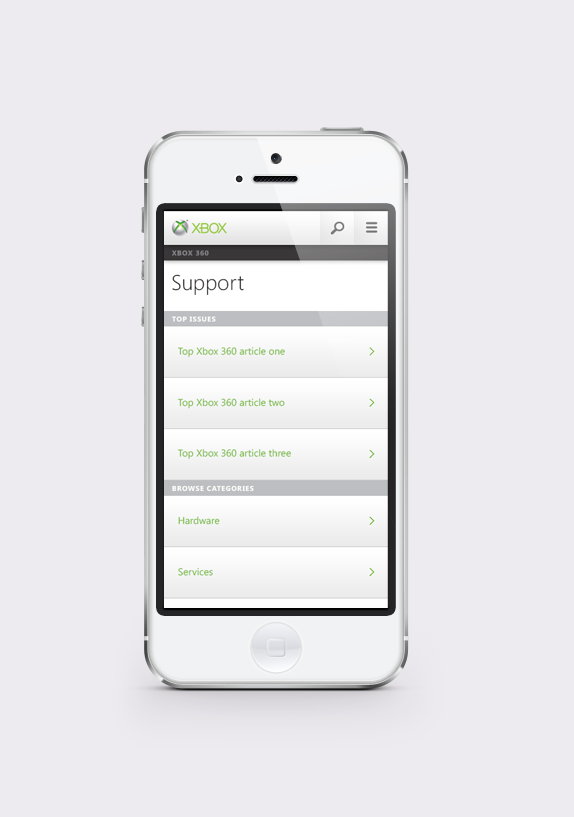 XBOX
XBOX 360
Support
TOP ISSUES
Top Xbox 360 article one
Top Xbox 360 article two
Top Xbox 360 article three
BROWSE CATEGORIES
Hardware
Services